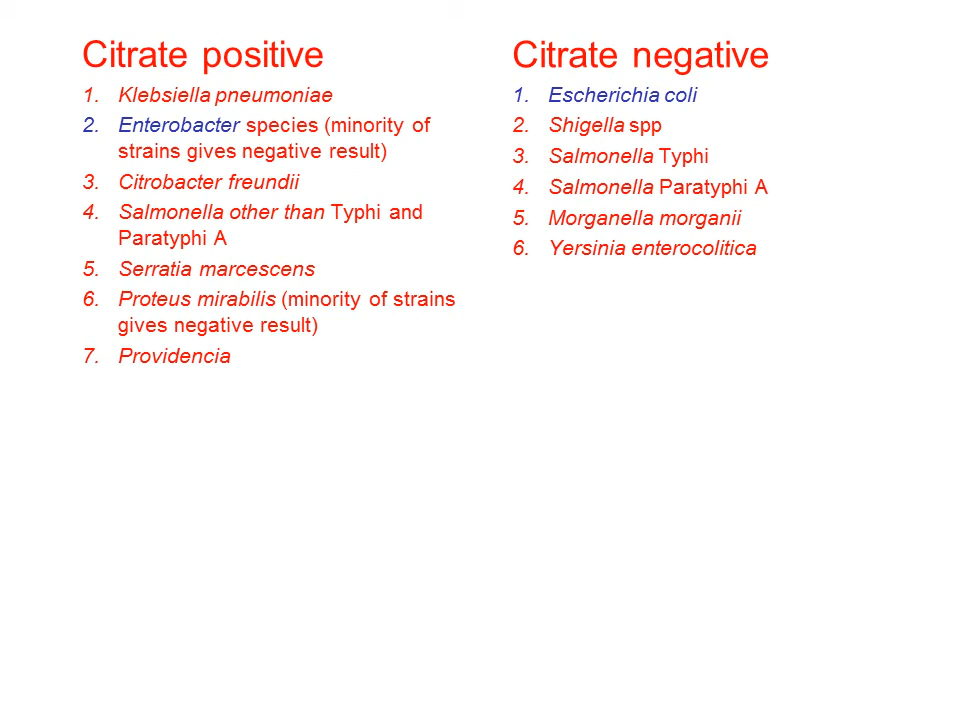 Citrate positive
1. Klebsiella pneumoniae
2. Enterobacter species (minority of
strains gives negative result)
3. Citrobacter freundii
4. Salmonella other than Typhi and
Paratyphi A
5. Serratia marcescens
6. Proteus mirabilis (minority of strains
gives negative result)
7. Providencia
Citrate negative
1. Escherichia coli
2. Shigella spp
3. Salmonella Typhi
4. Salmonella Paratyphi A
5. Morganella morganii
6. Yersinia enterocolitica